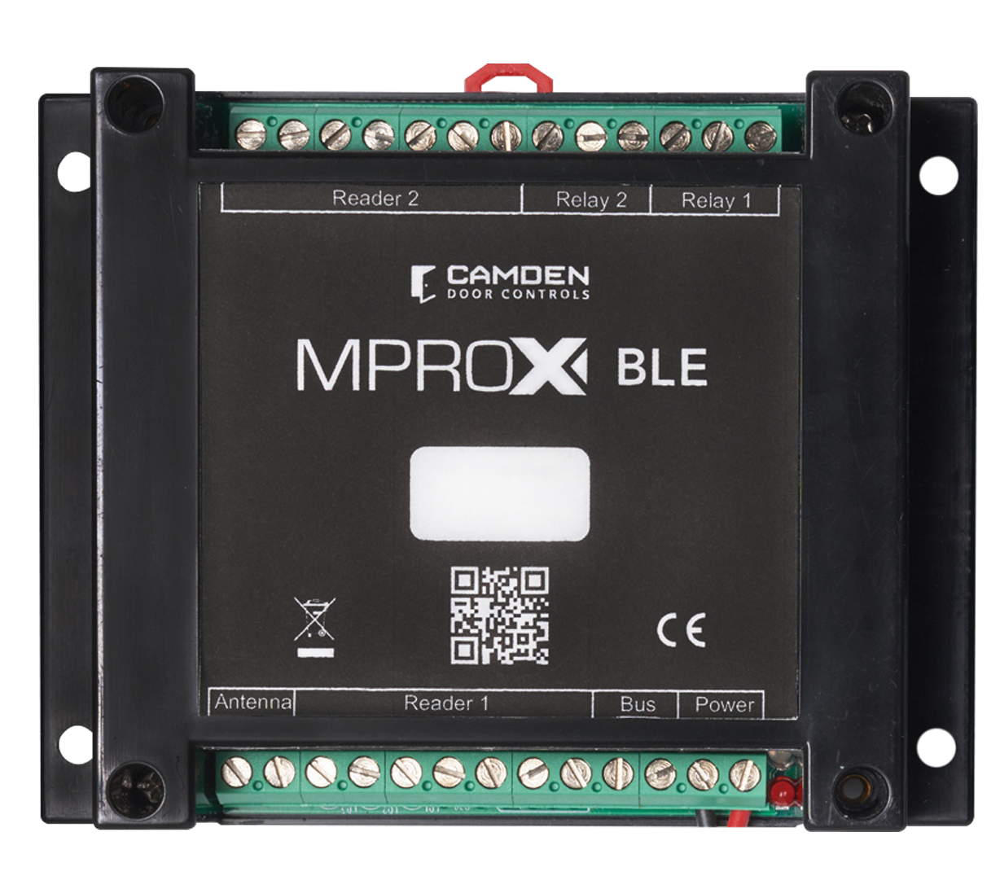 Reader 2 Relay 2 Relay 1
CAMDEN
DOOR CONTROLS
MPROX BLE
CE
Antenna Reader 1 Bus Power